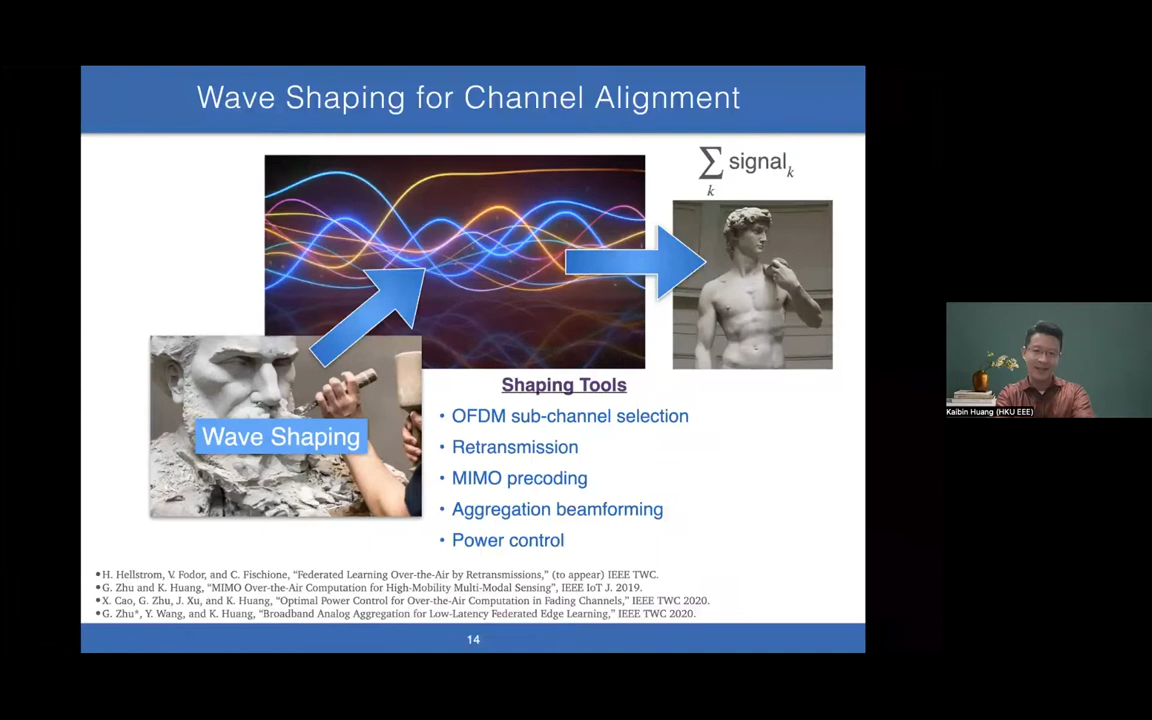 Wave Shaping for Channel Alignment
∑ signalₖ
k
Wave Shaping
Shaping Tools
• OFDM sub-channel selection
• Retransmission
• MIMO precoding
• Aggregation beamforming
• Power control
•H. Hellstrom, V. Fodor, and C. Fischione, “Federated Learning Over-the-Air by Retransmissions,” (to appear) IEEE TWC.
•G. Zhu and K. Huang, “MIMO Over-the-Air Computation for High-Mobility Multi-Modal Sensing”, IEEE IoT J. 2019.
•X. Cao, G. Zhu, J. Xu, and K. Huang, “Optimal Power Control for Over-the-Air Computation in Fading Channels,” IEEE TWC 2020.
•G. Zhu*, Y. Wang, and K. Huang, “Broadband Analog Aggregation for Low-Latency Federated Edge Learning,” IEEE TWC 2020.
14
Kaibin Huang (HKU EEE)